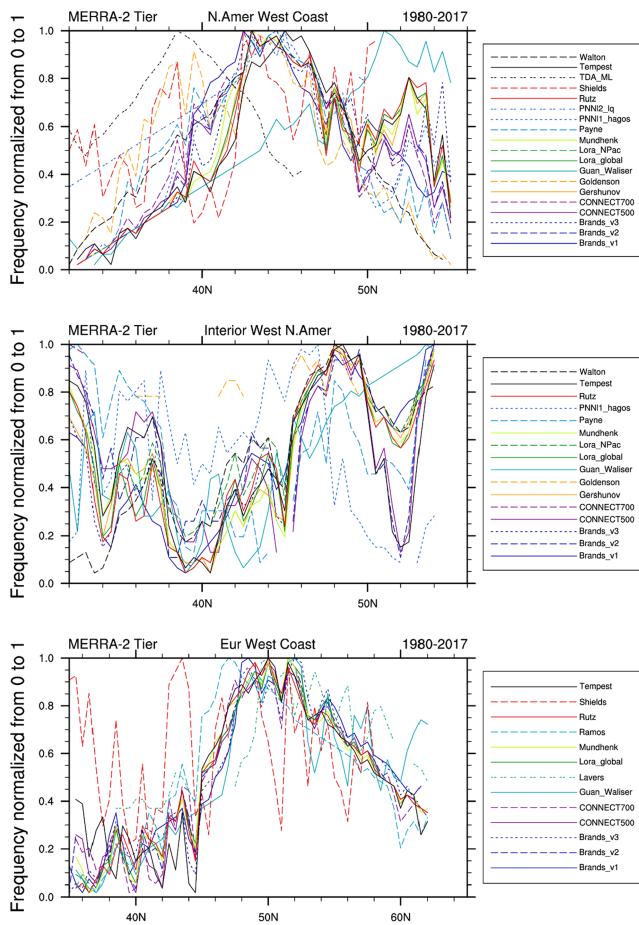 MERRA-2 Tier N.Amer West Coast 1980-2017
Frequency normalized from 0 to 1
1.0
0.8
0.6
0.4
0.2
0.0
40N 50N
Walton
Tempest
TDA_ML
Shields
Rutz
PNNl2_lq
PNNl1_hagos
Payne
Mundhenk
Lora_NPac
Lora_global
Guan_Waliser
Goldenson
Gershunov
CONNECT700
CONNECT500
Brands_v3
Brands_v2
Brands_v1
MERRA-2 Tier Interior West N.Amer 1980-2017
Frequency normalized from 0 to 1
1.0
0.8
0.6
0.4
0.2
0.0
40N 50N
Walton
Tempest
Rutz
PNNl1_hagos
Payne
Mundhenk
Lora_NPac
Lora_global
Guan_Waliser
Goldenson
Gershunov
CONNECT700
CONNECT500
Brands_v3
Brands_v2
Brands_v1
MERRA-2 Tier Eur West Coast 1980-2017
Frequency normalized from 0 to 1
1.0
0.8
0.6
0.4
0.2
0.0
40N 50N 60N
Tempest
Shields
Rutz
Ramos
Mundhenk
Lora_global
Lavers
Guan_Waliser
CONNECT700
CONNECT500
Brands_v3
Brands_v2
Brands_v1